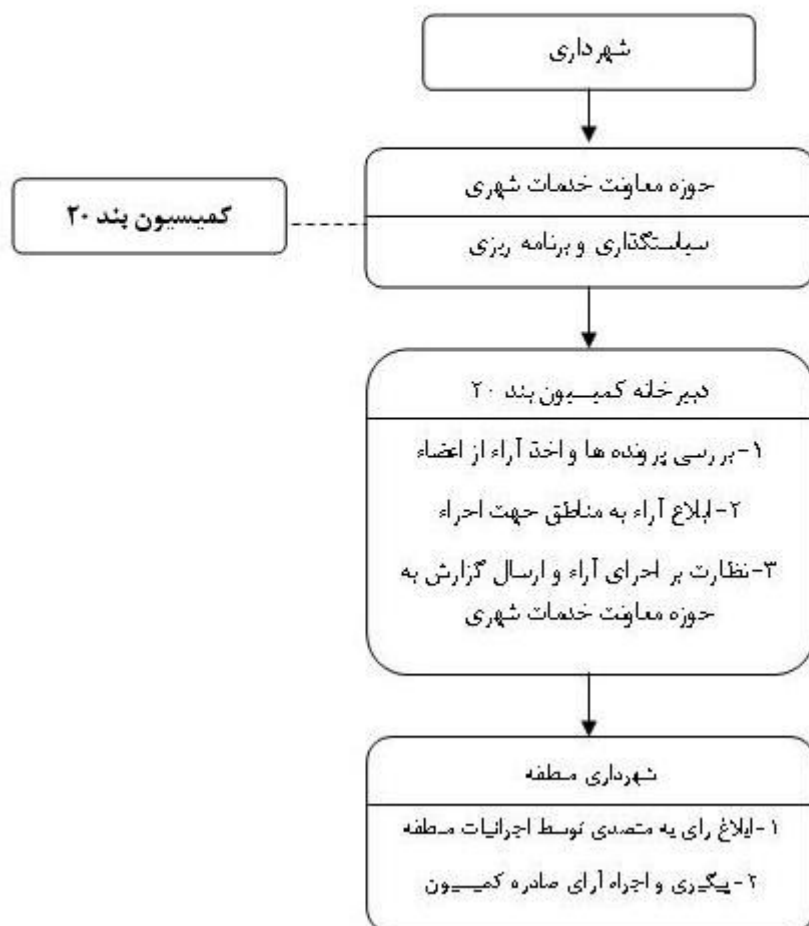 شهرداری
حوزه معاونت خدمات شهری
سیاستگذاری و برنامه ریزی
کمیسیون بند ۲۰
دبیرخانه کمیسیون بند ۲۰
۱-بررسی پرونده ها و اخذ آراء از اعضاء
۲-ابلاغ آراء به مناطق جهت اجراء
۳-نظارت بر اجرای آراء و ارسال گزارش به
حوزه معاونت خدمات شهری
شهرداری منطقه
۱-ابلاغ رای به متصدی توسط اجرائیات منطقه
۲-پیگیری و اجراء آرای صادره کمیسیون